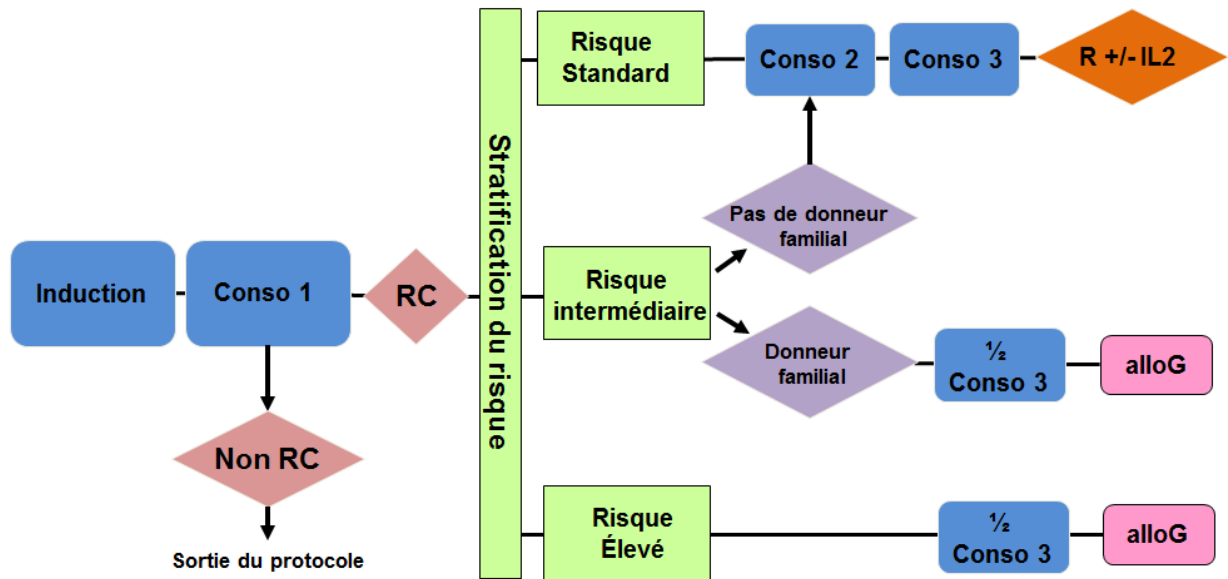 Induction
Conso 1
RC
Non RC
Sortie du protocole
Stratification du risque
Risque
Standard
Conso 2
Conso 3
R +/- IL2
Risque
intermédiaire
Pas de donneur
familial
Donneur
familial
½
Conso 3
alloG
Risque
Élevé
½
Conso 3
alloG